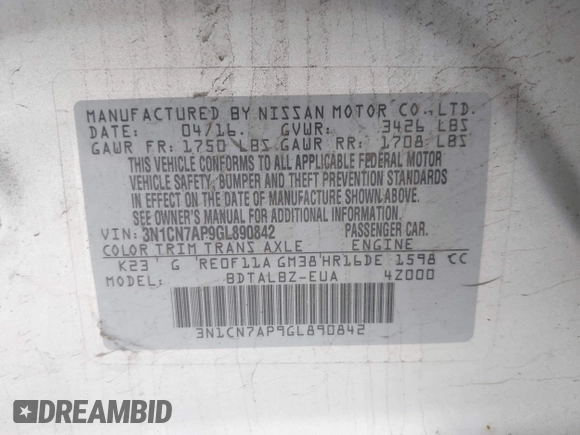 MANUFACTURED BY NISSAN MOTOR CO.,LTD.
DATE: 04/16. GVWR: 3426 LBS
GAWR FR: 1750 LBS GAWR RR: 1708 LBS
THIS VEHICLE CONFORMS TO ALL APPLICABLE FEDERAL MOTOR
VEHICLE SAFETY, BUMPER AND THEFT PREVENTION STANDARDS
IN EFFECT ON THE DATE OF MANUFACTURE SHOWN ABOVE.
SEE OWNER'S MANUAL FOR ADDITIONAL INFORMATION
VIN: 3N1CN7AP9GL890842 PASSENGER CAR.
COLOR TRIM TRANS AXLE ENGINE
K23 G RE0F11A GM38 HR16DE 1598 CC
MODEL: BDTALBZ-EUA 4Z000
3N1CN7AP9GL890842
DREAMBID